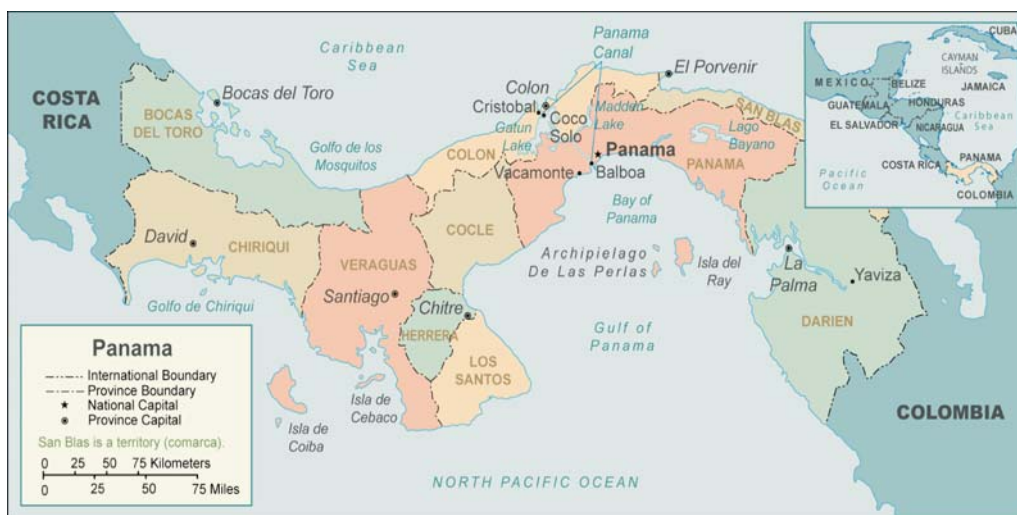 Caribbean
Sea
Panama
Canal
COSTA
RICA
Bocas del Toro
BOCAS
DEL TORO
Golfo de los
Mosquitos
Colon
Cristobal
Coco
Solo
Gatun
Lake
Madden
Lake
El Porvenir
SAN BLAS
COLON
Panama
Vacamonte
Balboa
PANAMA
Lago
Bayano
Bay of
Panama
David
CHIRIQUI
Golfo de Chiriqui
VERAGUAS
Santiago
COCLE
Chitre
HERRERA
LOS
SANTOS
Archipielago
De Las Perlas
Isla del
Ray
La
Palma
Yaviza
DARIEN
Gulf of
Panama
Isla de
Coiba
Isla de
Cebaco
COLOMBIA
NORTH PACIFIC OCEAN
Panama
International Boundary
Province Boundary
National Capital
Province Capital
San Blas is a territory (comarca).
0 25 50 75 Kilometers
0 25 50 75 Miles
CUBA
CAYMAN
ISLANDS
MEXICO
BELIZE
JAMAICA
GUATEMALA
HONDURAS
Caribbean
Sea
EL SALVADOR
NICARAGUA
COSTA RICA
PANAMA
Pacific
Ocean
COLOMBIA